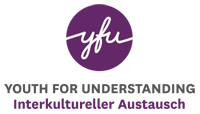 yfu
YOUTH FOR UNDERSTANDING
Interkultureller Austausch